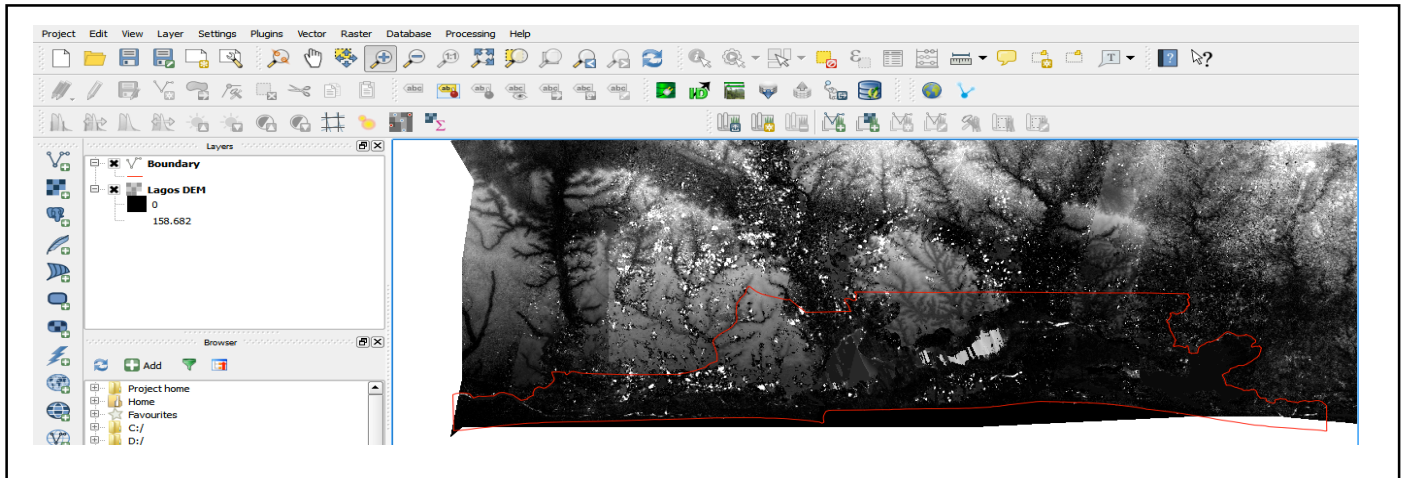 Project Edit View Layer Settings Plugins Vector Raster Database Processing Help
Layers
Boundary
Lagos DEM
0
158.682
Browser
Add
Project home
Home
Favourites
C:/
D:/